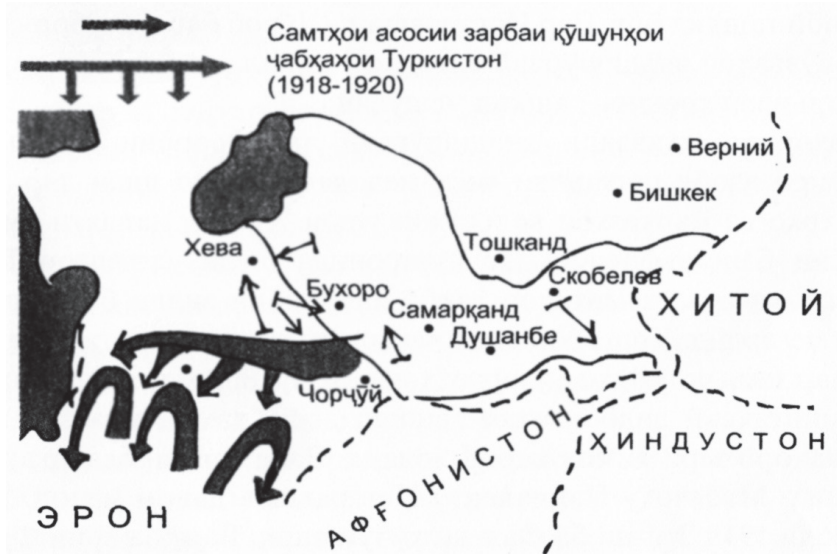 Самтҳои асосии зарбаи қӯшунҳои
ҷабҳаҳои Туркистон
(1918-1920)
Верний
Бишкек
Хева
Тошканд
Скобелев
Бухоро
ХИТОЙ
Самарқанд
Душанбе
Чорҷӯй
АФҒОНИСТОН
ҲИНДУСТОН
ЭРОН